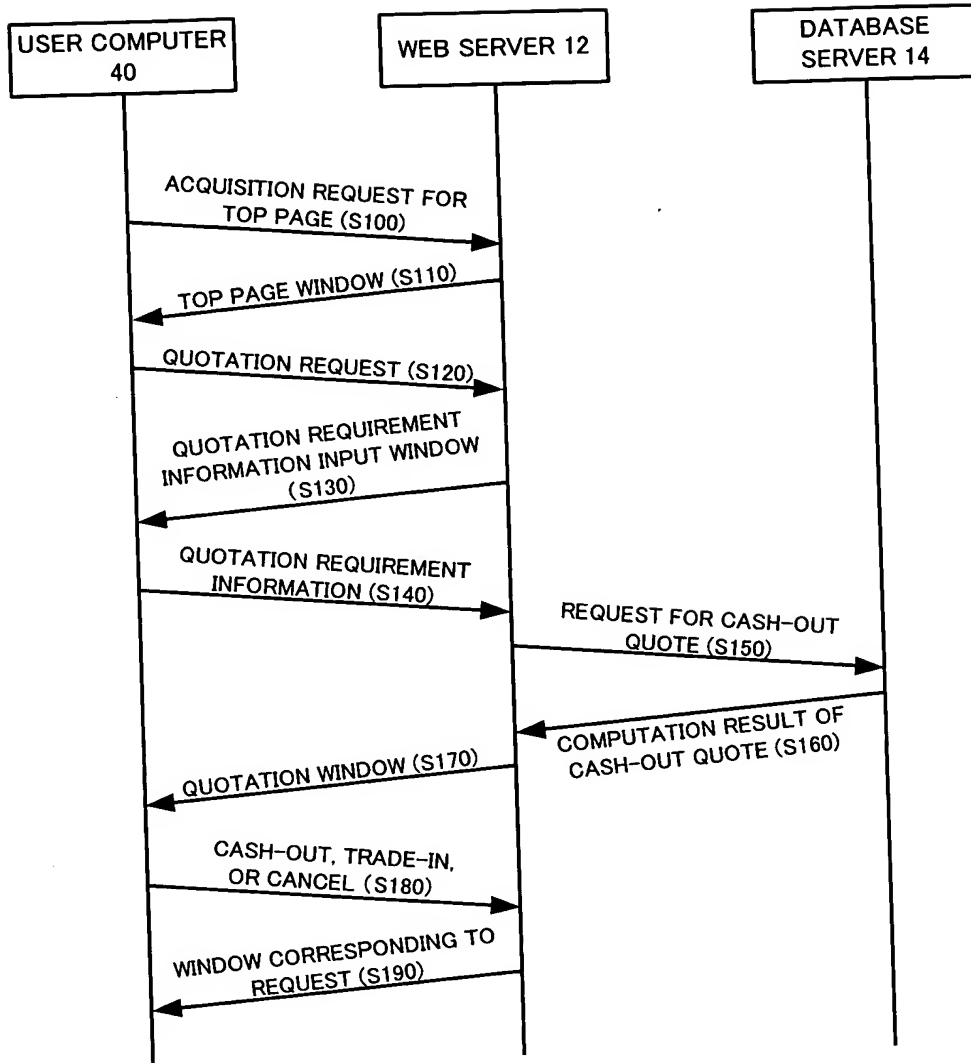 USER COMPUTER
40
WEB SERVER 12
DATABASE
SERVER 14
ACQUISITION REQUEST FOR
TOP PAGE (S100)
TOP PAGE WINDOW (S110)
QUOTATION REQUEST (S120)
QUOTATION REQUIREMENT
INFORMATION INPUT WINDOW
(S130)
QUOTATION REQUIREMENT
INFORMATION (S140)
REQUEST FOR CASH-OUT
QUOTE (S150)
COMPUTATION RESULT OF
CASH-OUT QUOTE (S160)
QUOTATION WINDOW (S170)
CASH-OUT, TRADE-IN,
OR CANCEL (S180)
WINDOW CORRESPONDING TO
REQUEST (S190)